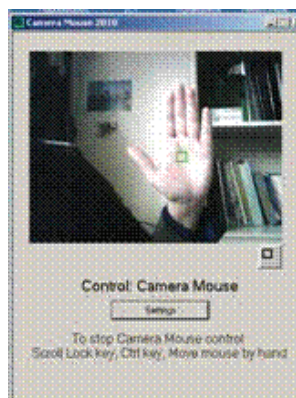 Camera Mouse 2010
Control: Camera Mouse
Settings
To stop Camera Mouse control
Scroll Lock key, Ctrl key, Move mouse by hand